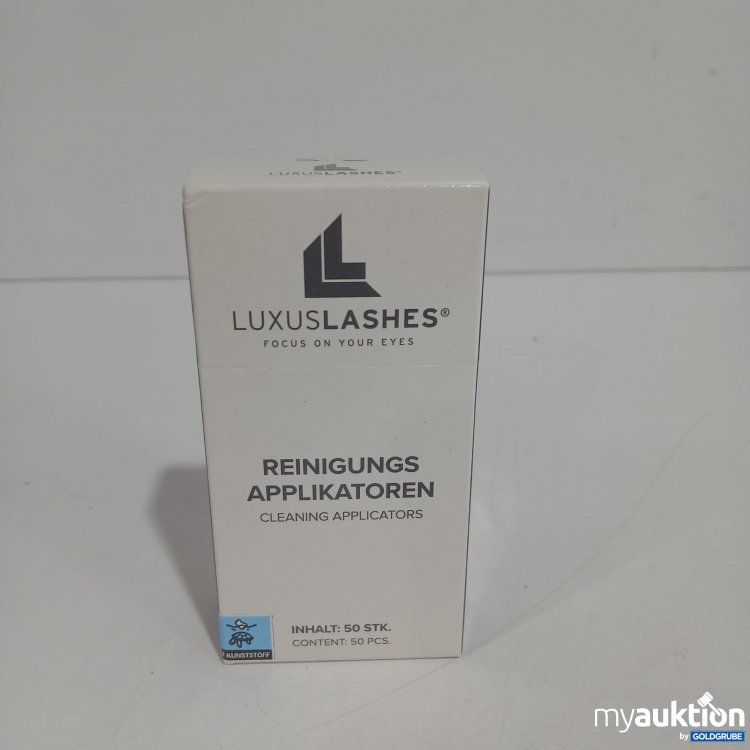 LUXUSLASHES®
LUXUSLASHES®
FOCUS ON YOUR EYES
REINIGUNGS
APPLIKATOREN
CLEANING APPLICATORS
INHALT: 50 STK.
CONTENT: 50 PCS.
KUNSTSTOFF
myauktion
by GOLDGRUBE